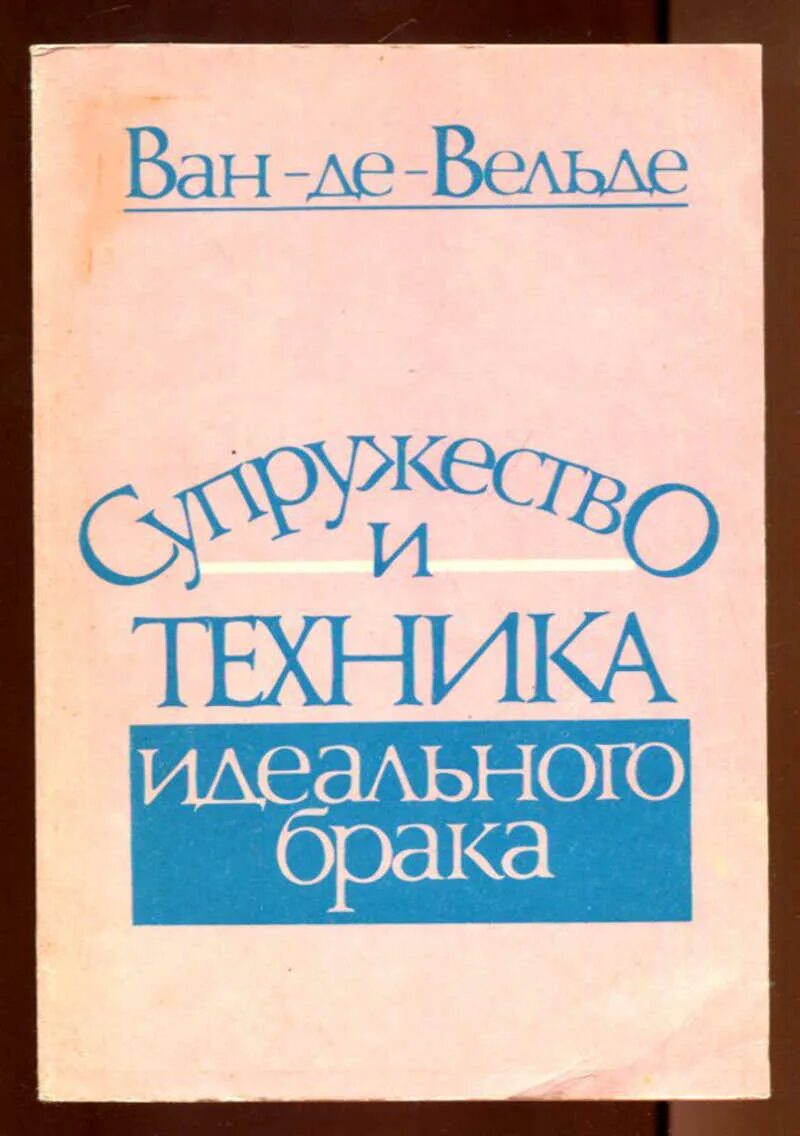 Ван-де-Вельде
Супружество
и
ТЕХНИКА
идеального
брака